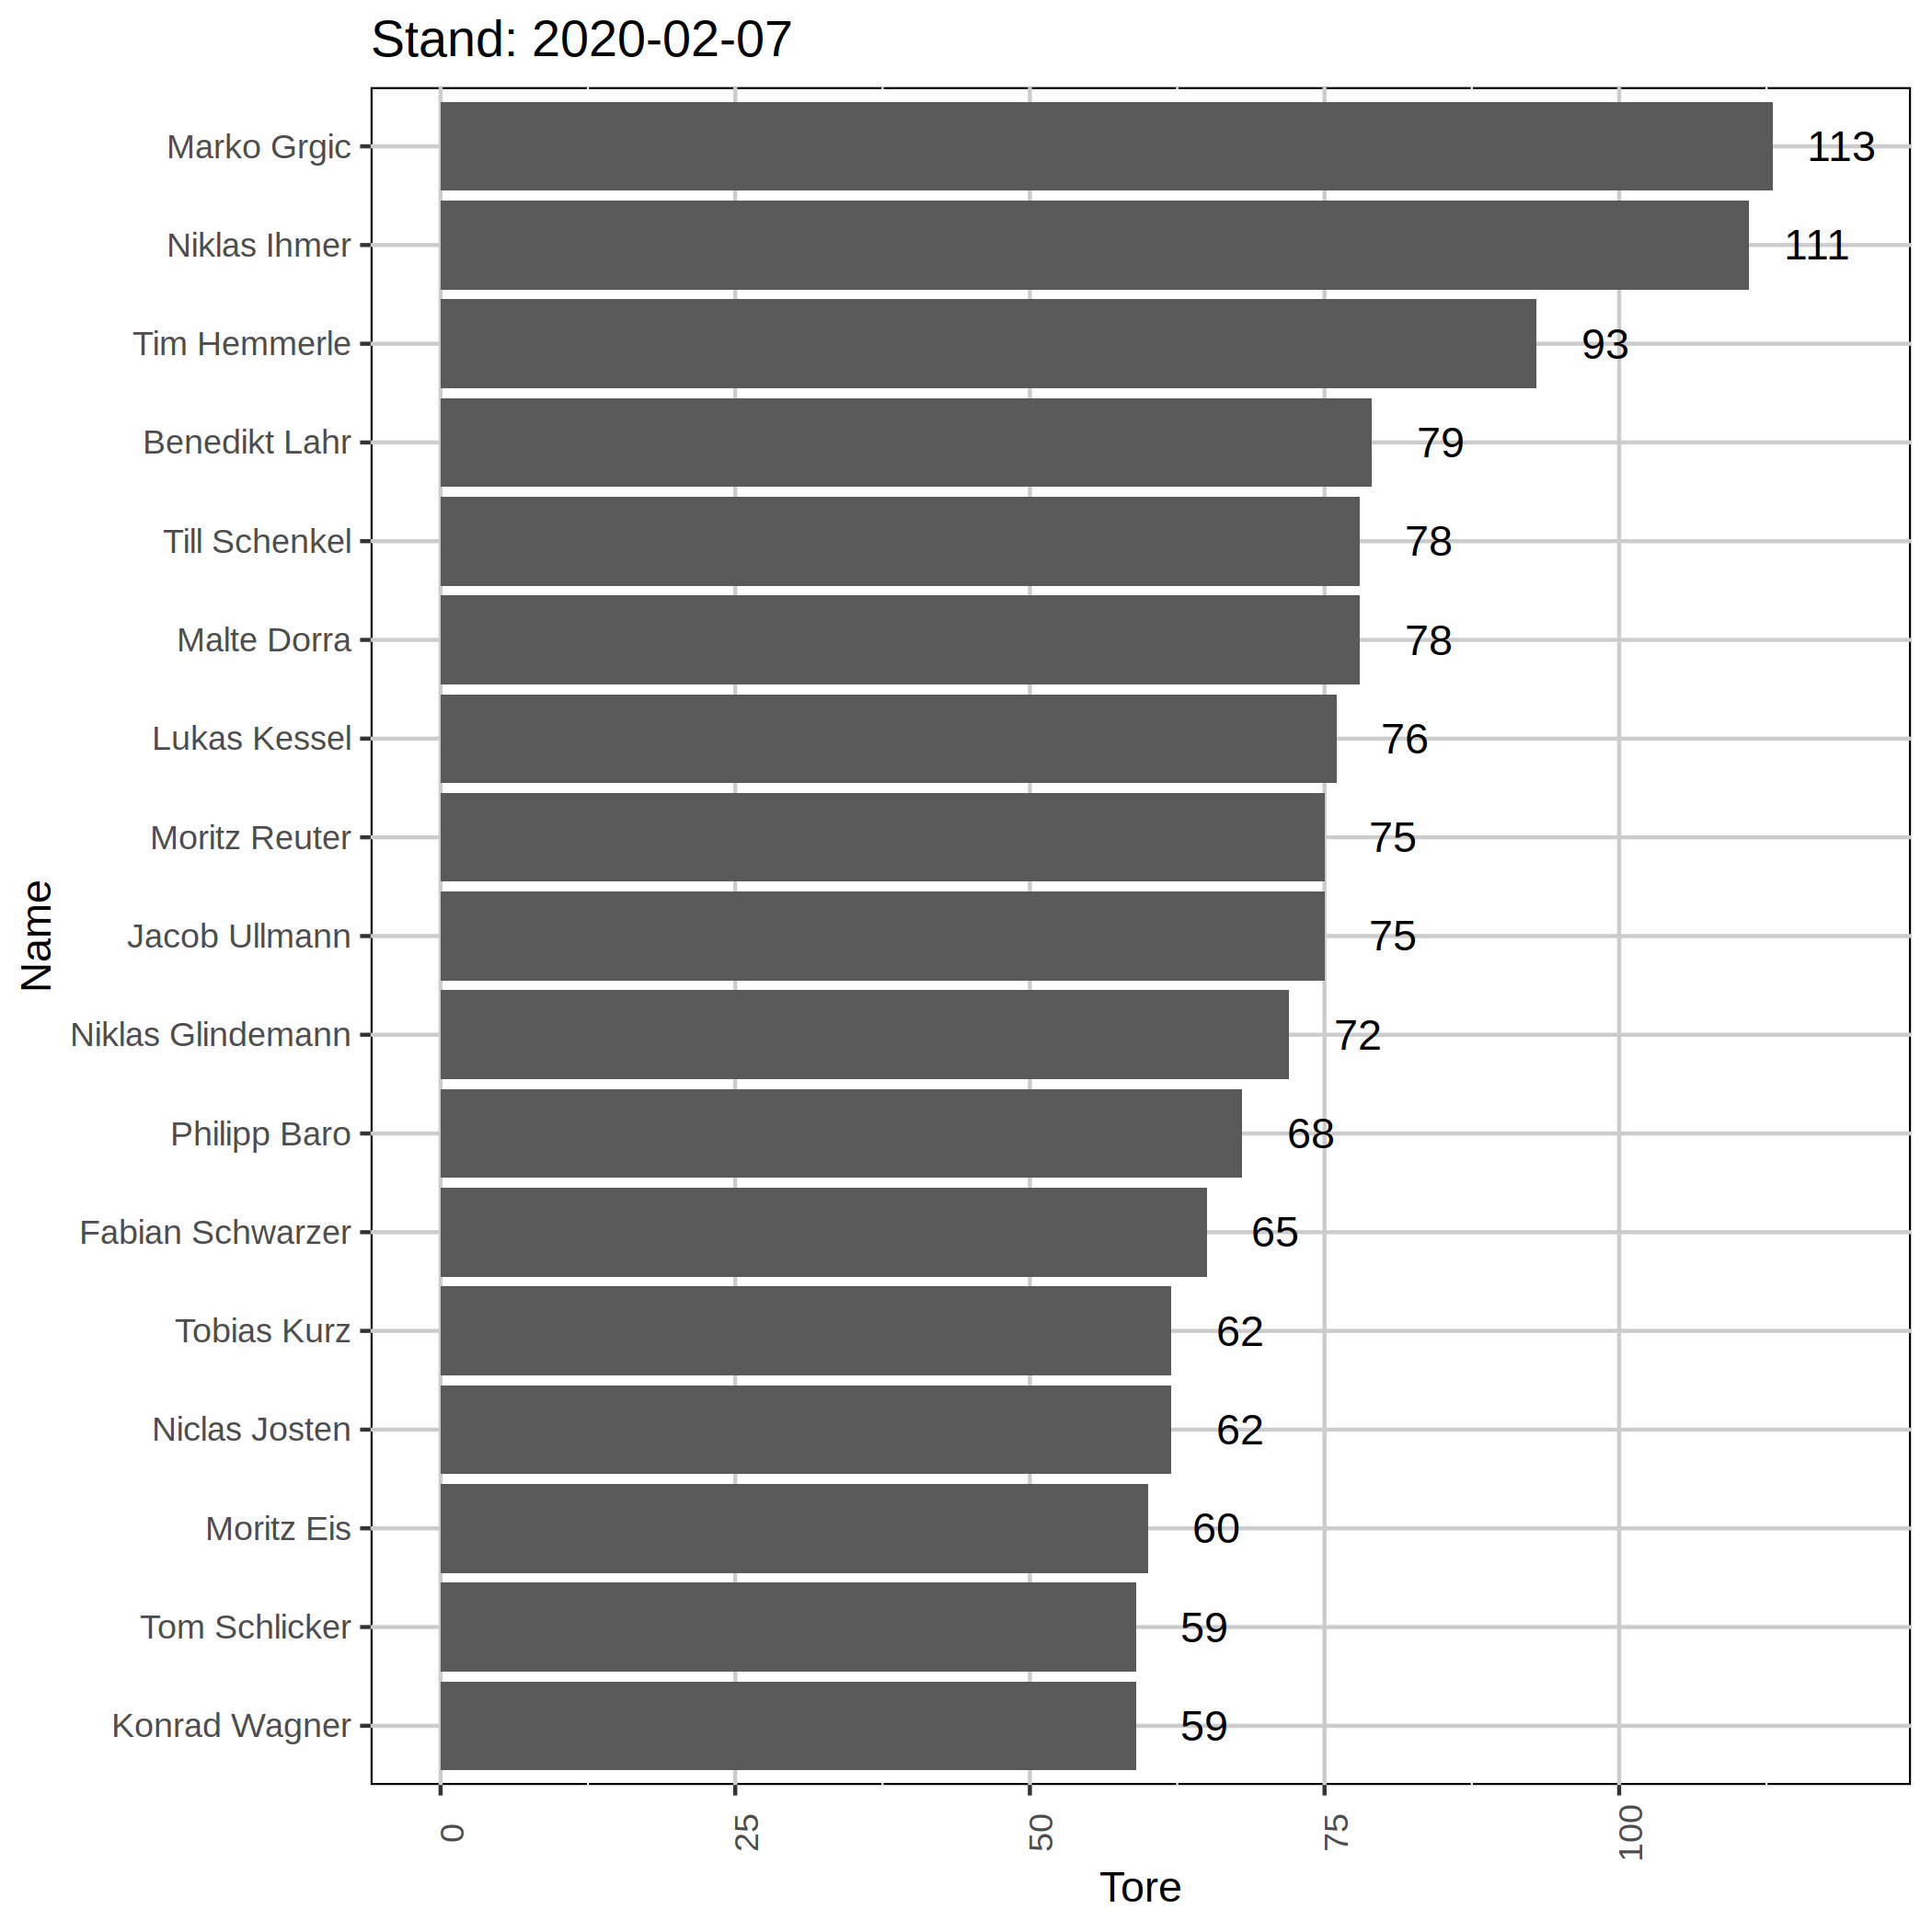 Stand: 2020-02-07
Marko Grgic 113
Niklas Ihmer 111
Tim Hemmerle 93
Benedikt Lahr 79
Till Schenkel 78
Malte Dorra 78
Lukas Kessel 76
Moritz Reuter 75
Jacob Ullmann 75
Niklas Glindemann 72
Philipp Baro 68
Fabian Schwarzer 65
Tobias Kurz 62
Niclas Josten 62
Moritz Eis 60
Tom Schlicker 59
Konrad Wagner 59
Name
0 25 50 75 100
Tore